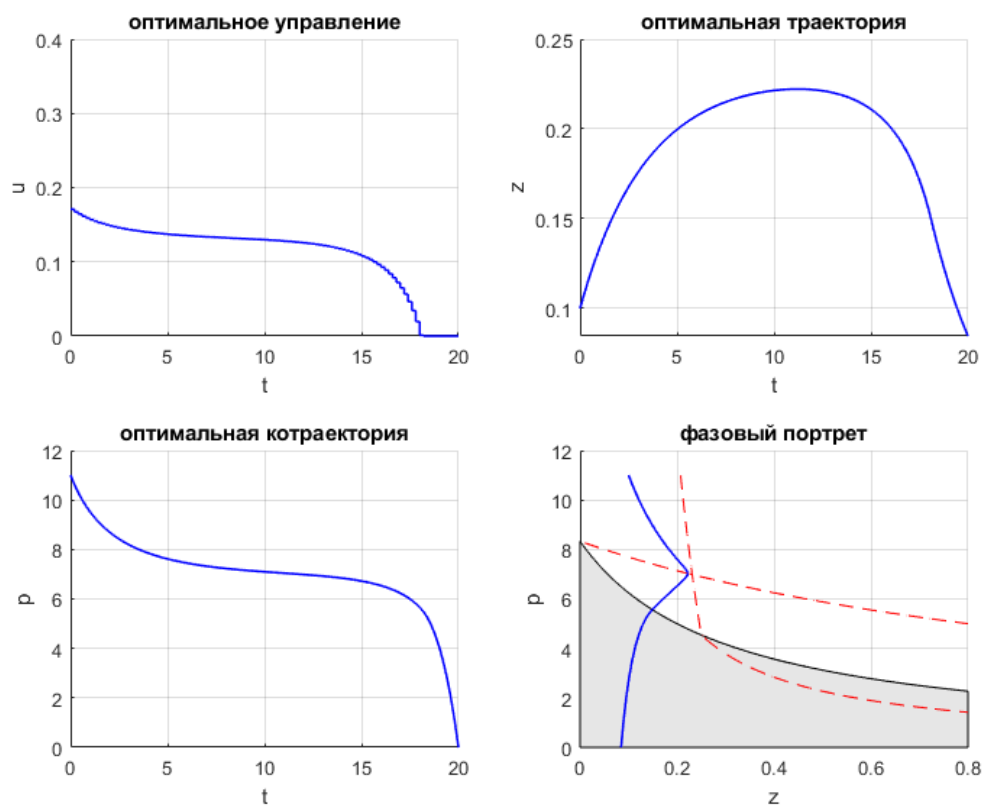 оптимальное управление
0.4
0.3
0.2
0.1
0
u
0 5 10 15 20
t
оптимальная траектория
0.25
0.2
0.15
0.1
z
0 5 10 15 20
t
оптимальная котраектория
12
10
8
6
4
2
0
p
0 5 10 15 20
t
фазовый портрет
12
10
8
6
4
2
0
p
0 0.2 0.4 0.6 0.8
z